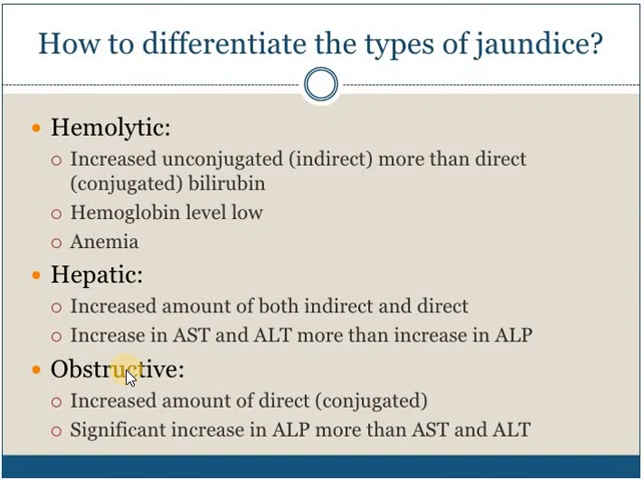 How to differentiate the types of jaundice?
Hemolytic:
Increased unconjugated (indirect) more than direct
(conjugated) bilirubin
Hemoglobin level low
Anemia
Hepatic:
Increased amount of both indirect and direct
Increase in AST and ALT more than increase in ALP
Obstructive:
Increased amount of direct (conjugated)
Significant increase in ALP more than AST and ALT